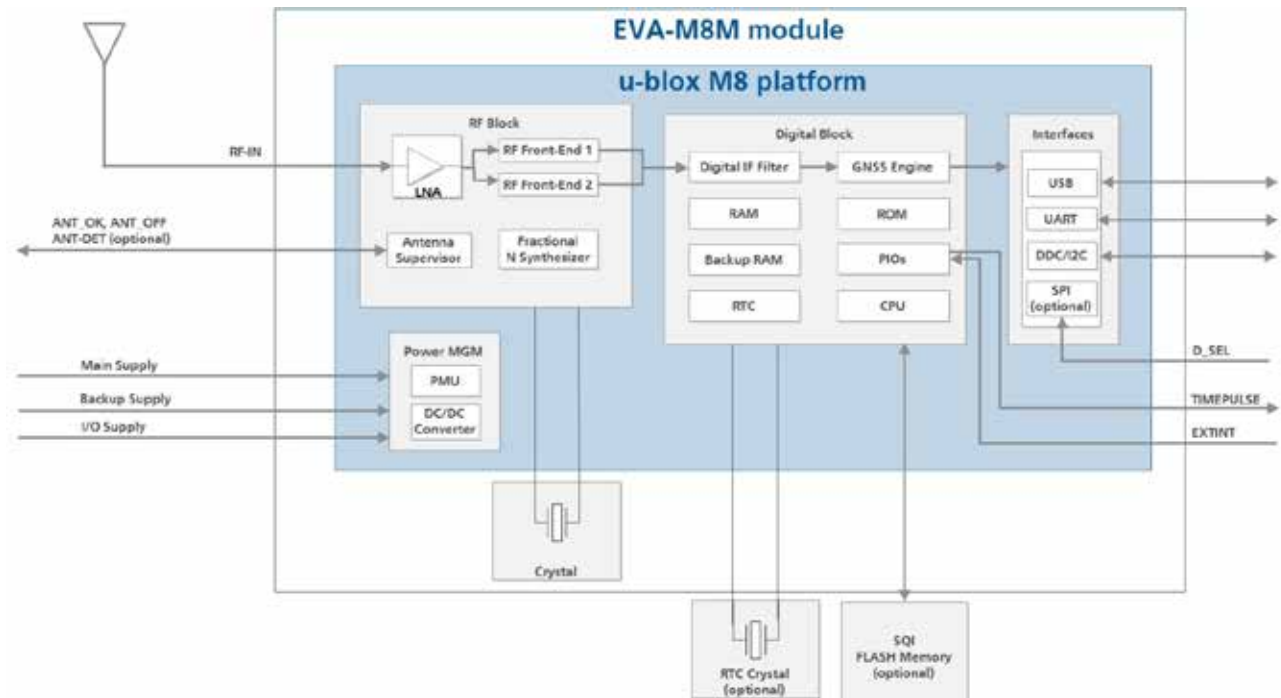 EVA-M8M module
u-blox M8 platform
RF Block
Digital Block
Interfaces
RF-IN
LNA
RF Front-End 1
RF Front-End 2
Digital IF Filter
GNSS Engine
USB
RAM
ROM
UART
ANT_OK, ANT_OFF
ANT-DET (optional)
Antenna
Supervisor
Fractional
N Synthesizer
Backup RAM
PIOs
DDC/I2C
RTC
CPU
SPI
(optional)
Power MGM
Main Supply
PMU
D_SEL
Backup Supply
DC/DC
Converter
TIMEPULSE
I/O Supply
EXTINT
Crystal
RTC Crystal
(optional)
SQI
FLASH Memory
(optional)